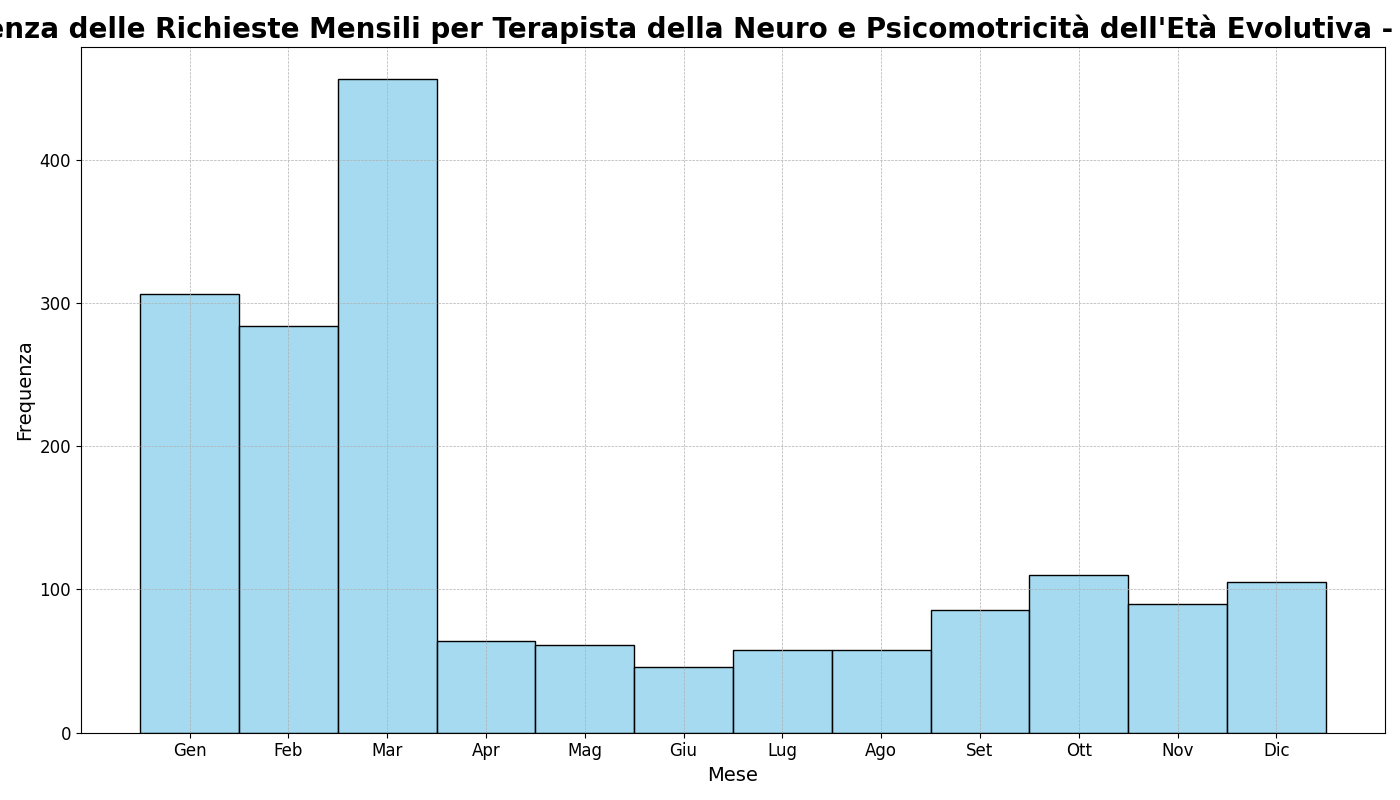 enza delle Richieste Mensili per Terapista della Neuro e Psicomotricità dell'Età Evolutiva -
400
300
200
100
0
Frequenza
Gen Feb Mar Apr Mag Giu Lug Ago Set Ott Nov Dic
Mese